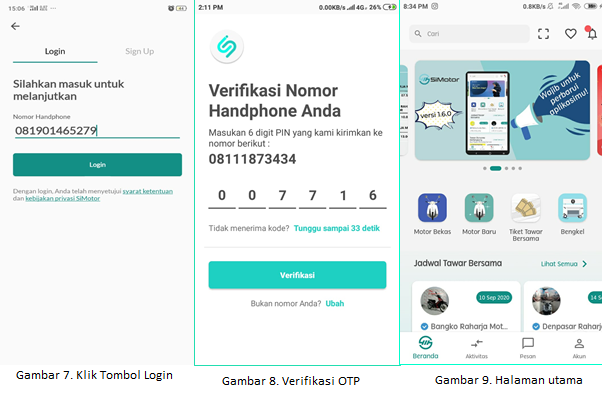 15:06
Login
Sign Up
Silahkan masuk untuk
melanjutkan
Nomor Handphone
081901465279
Login
Dengan login, Anda telah menyetujui syarat ketentuan
dan kebijakan privasi SiMotor
Gambar 7. Klik Tombol Login
2:11 PM
0.00KB/s 4G 26%
Verifikasi Nomor
Handphone Anda
Masukan 6 digit PIN yang kami kirimkan ke
nomor berikut :
08111873434
0 0 7 7 1 6
Tidak menerima kode? Tunggu sampai 33 detik
Verifikasi
Bukan nomor Anda? Ubah
Gambar 8. Verifikasi OTP
8:34 PM
0.8KB/s
Cari
SiMotor
versi 1.6.0
Wajib untuk
perbarui
aplikasimu!
Motor Bekas
Motor Baru
Tiket Tawar
Bersama
Bengkel
Jadwal Tawar Bersama
Lihat Semua
10 Sep 2020
14 S
Bangko Raharja Mot...
Denpasar Raharj
Beranda
Aktivitas
Pesan
Akun
Gambar 9. Halaman utama